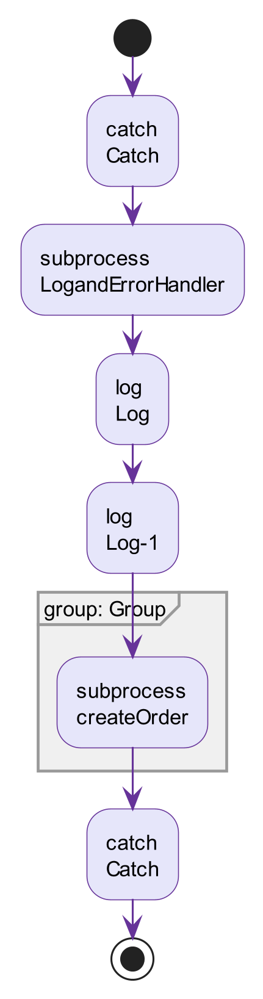 catch
Catch
subprocess
LogandErrorHandler
log
Log
log
Log-1
group: Group
subprocess
createOrder
catch
Catch